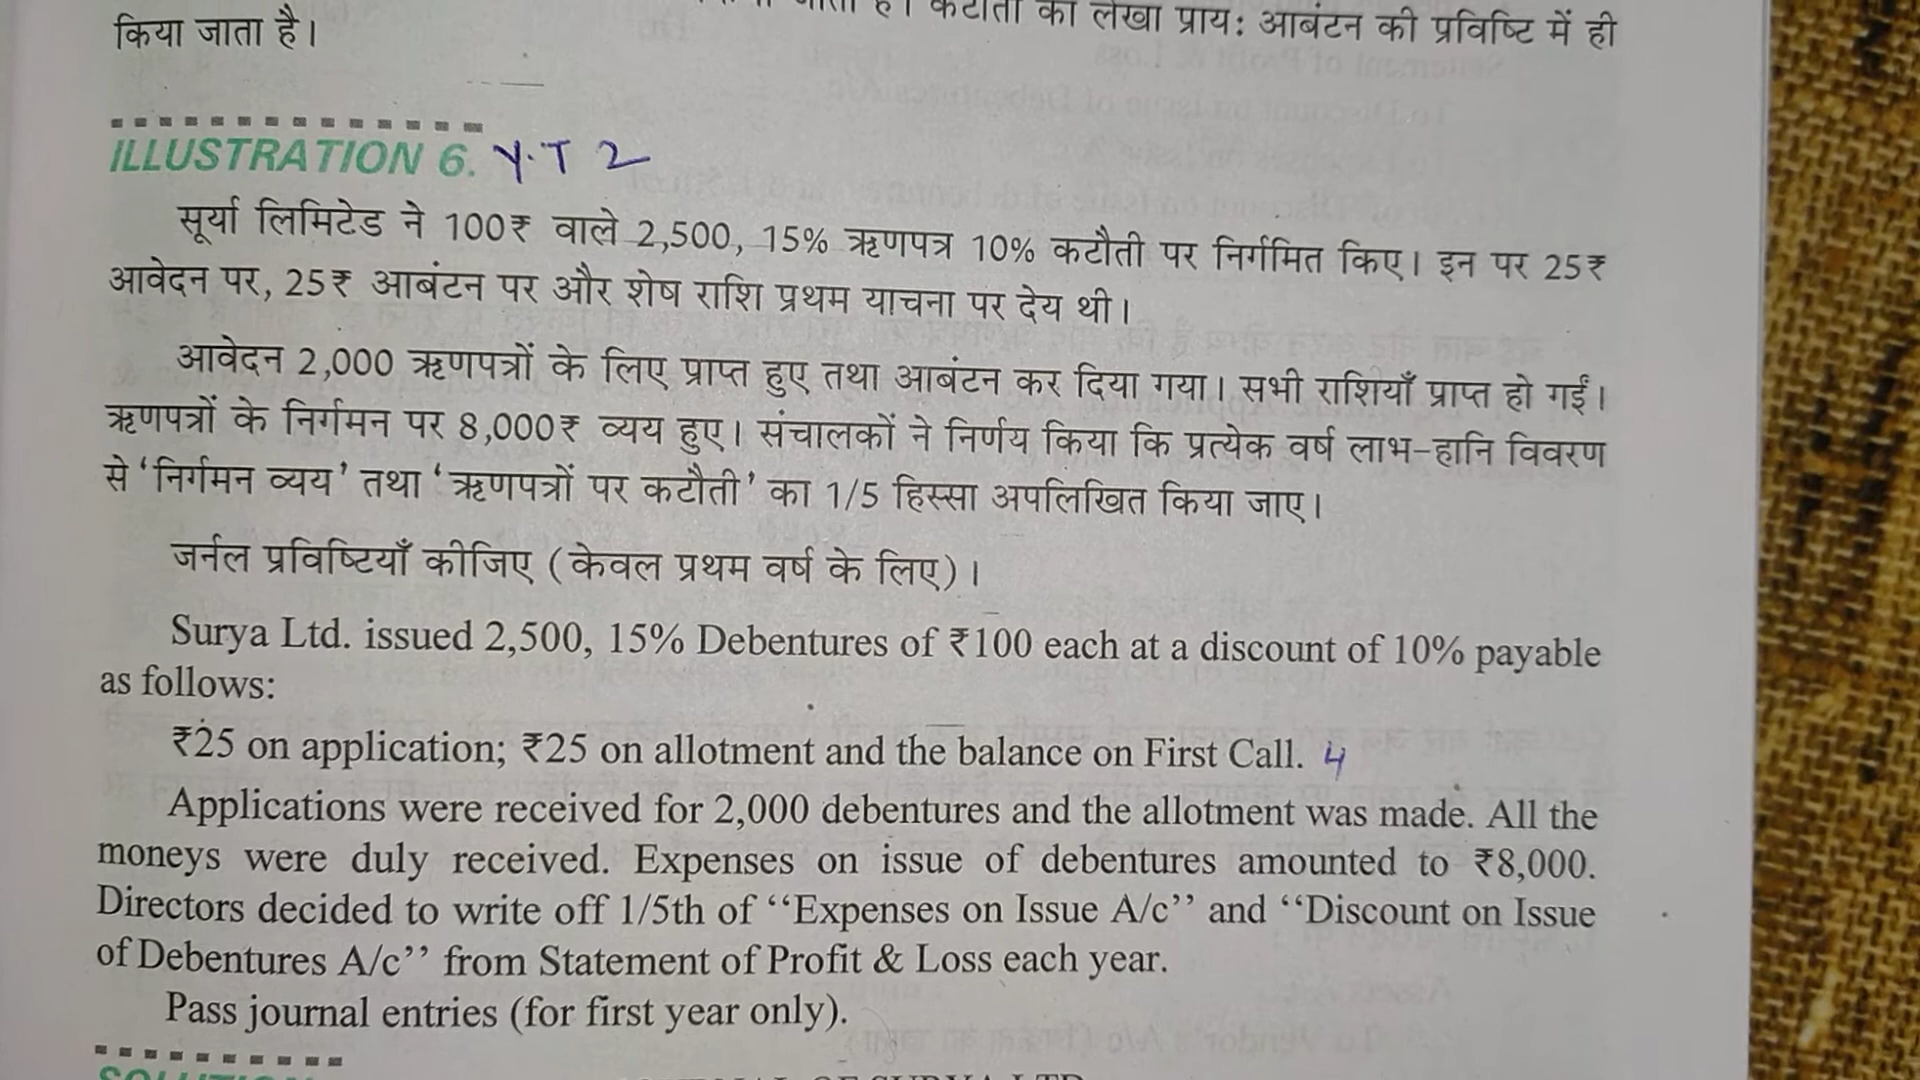 कटौती का लेखा प्रायः आबंटन की प्रविष्टि में ही
किया जाता है।
ILLUSTRATION 6. Y.T 2
सूर्या लिमिटेड ने 100₹ वाले 2,500, 15% ऋणपत्र 10% कटौती पर निर्गमित किए। इन पर 25₹
आवेदन पर, 25₹ आबंटन पर और शेष राशि प्रथम याचना पर देय थी।
आवेदन 2,000 ऋणपत्रों के लिए प्राप्त हुए तथा आबंटन कर दिया गया। सभी राशियाँ प्राप्त हो गईं।
ऋणपत्रों के निर्गमन पर 8,000₹ व्यय हुए। संचालकों ने निर्णय किया कि प्रत्येक वर्ष लाभ-हानि विवरण
से ‘निर्गमन व्यय’ तथा ‘ऋणपत्रों पर कटौती’ का 1/5 हिस्सा अपलिखित किया जाए।
जर्नल प्रविष्टियाँ कीजिए (केवल प्रथम वर्ष के लिए)।
Surya Ltd. issued 2,500, 15% Debentures of ₹100 each at a discount of 10% payable
as follows:
₹25 on application; ₹25 on allotment and the balance on First Call. 4
Applications were received for 2,000 debentures and the allotment was made. All the
moneys were duly received. Expenses on issue of debentures amounted to ₹8,000.
Directors decided to write off 1/5th of “Expenses on Issue A/c” and “Discount on Issue
of Debentures A/c” from Statement of Profit & Loss each year.
Pass journal entries (for first year only).